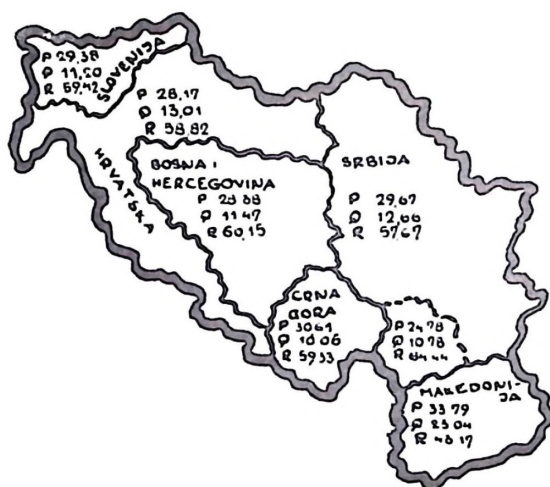 P 29,38
Q 11,20
R 59,42
SLOVENIJA
P 28,17
Q 13,01
R 58,82
HRVATSKA
BOSNA I
HERCEGOVINA
P 28 38
Q 11 47
R 60,15
SRBIJA
P 29,67
Q 12,66
R 57,67
CRNA
GORA
P 30 61
Q 10 06
R 59 33
P 24 78
Q 10 78
R 64 44
MAKEDONI-
JA
P 33 79
Q 23 04
R 43 17